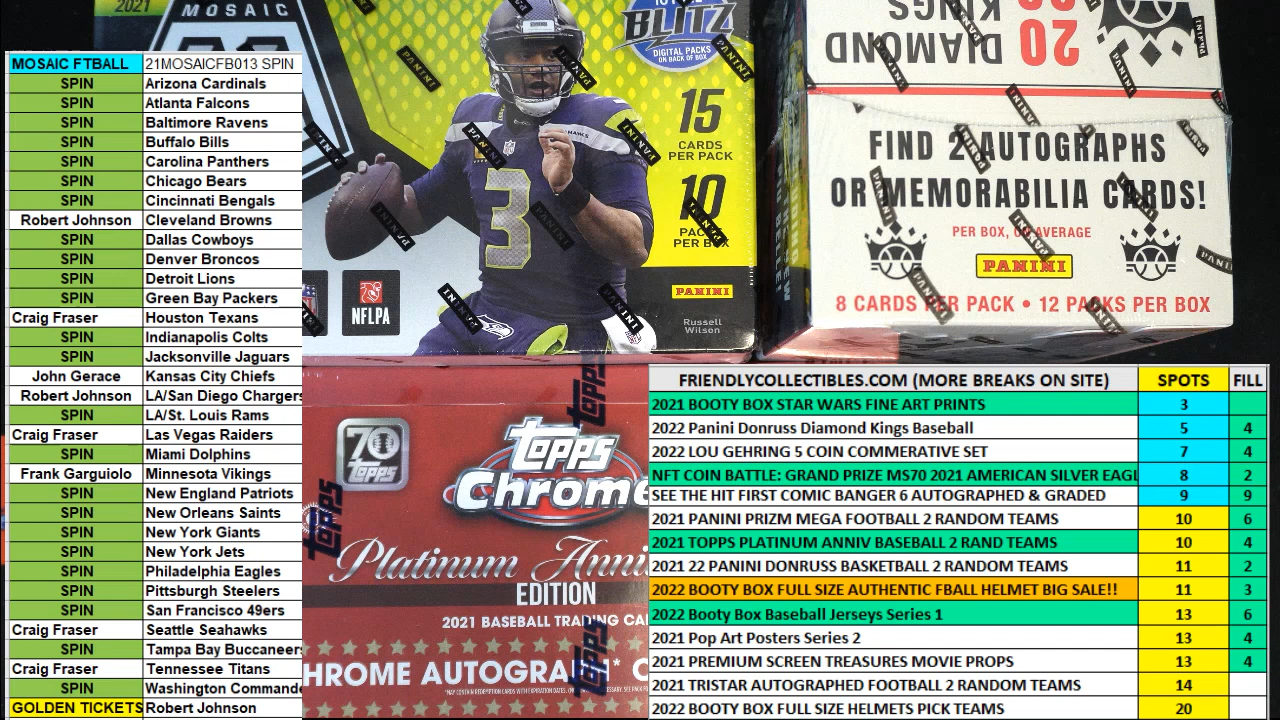 2021 MOSAIC
BLITZ
DIGITAL PACKS
ON BACK OF BOX
15
CARDS
PER PACK
10
PACKS
PER BOX
3
NFLPA
PANINI
Russell
Wilson
20
DIAMOND
KINGS
FIND 2 AUTOGRAPHS
OR MEMORABILIA CARDS!
PER BOX, ON AVERAGE
PANINI
8 CARDS PER PACK • 12 PACKS PER BOX
MOSAIC FTBALL 21MOSAICFB013 SPIN
SPIN Arizona Cardinals
SPIN Atlanta Falcons
SPIN Baltimore Ravens
SPIN Buffalo Bills
SPIN Carolina Panthers
SPIN Chicago Bears
SPIN Cincinnati Bengals
Robert Johnson Cleveland Browns
SPIN Dallas Cowboys
SPIN Denver Broncos
SPIN Detroit Lions
SPIN Green Bay Packers
Craig Fraser Houston Texans
SPIN Indianapolis Colts
SPIN Jacksonville Jaguars
John Gerace Kansas City Chiefs
Robert Johnson LA/San Diego Chargers
SPIN LA/St. Louis Rams
Craig Fraser Las Vegas Raiders
SPIN Miami Dolphins
Frank Garguiolo Minnesota Vikings
SPIN New England Patriots
SPIN New Orleans Saints
SPIN New York Giants
SPIN New York Jets
SPIN Philadelphia Eagles
SPIN Pittsburgh Steelers
SPIN San Francisco 49ers
Craig Fraser Seattle Seahawks
SPIN Tampa Bay Buccaneers
Craig Fraser Tennessee Titans
SPIN Washington Commande
GOLDEN TICKETS Robert Johnson
70
topps
topps
Chrome
Platinum Anni
EDITION
2021 BASEBALL TRADING CA
HROME AUTOGRAPH* C
FRIENDLYCOLLECTIBLES.COM (MORE BREAKS ON SITE) SPOTS FILL
2021 BOOTY BOX STAR WARS FINE ART PRINTS 3
2022 Panini Donruss Diamond Kings Baseball 5 4
2022 LOU GEHRING 5 COIN COMMERATIVE SET 7 4
NFT COIN BATTLE: GRAND PRIZE MS70 2021 AMERICAN SILVER EAGL 8 2
SEE THE HIT FIRST COMIC BANGER 6 AUTOGRAPHED & GRADED 9 9
2021 PANINI PRIZM MEGA FOOTBALL 2 RANDOM TEAMS 10 6
2021 TOPPS PLATINUM ANNIV BASEBALL 2 RAND TEAMS 10 4
2021 22 PANINI DONRUSS BASKETBALL 2 RANDOM TEAMS 11 2
2022 BOOTY BOX FULL SIZE AUTHENTIC FBALL HELMET BIG SALE!! 11 3
2022 Booty Box Baseball Jerseys Series 1 13 6
2021 Pop Art Posters Series 2 13 4
2021 PREMIUM SCREEN TREASURES MOVIE PROPS 13 4
2021 TRISTAR AUTOGRAPHED FOOTBALL 2 RANDOM TEAMS 14
2022 BOOTY BOX FULL SIZE HELMETS PICK TEAMS 20